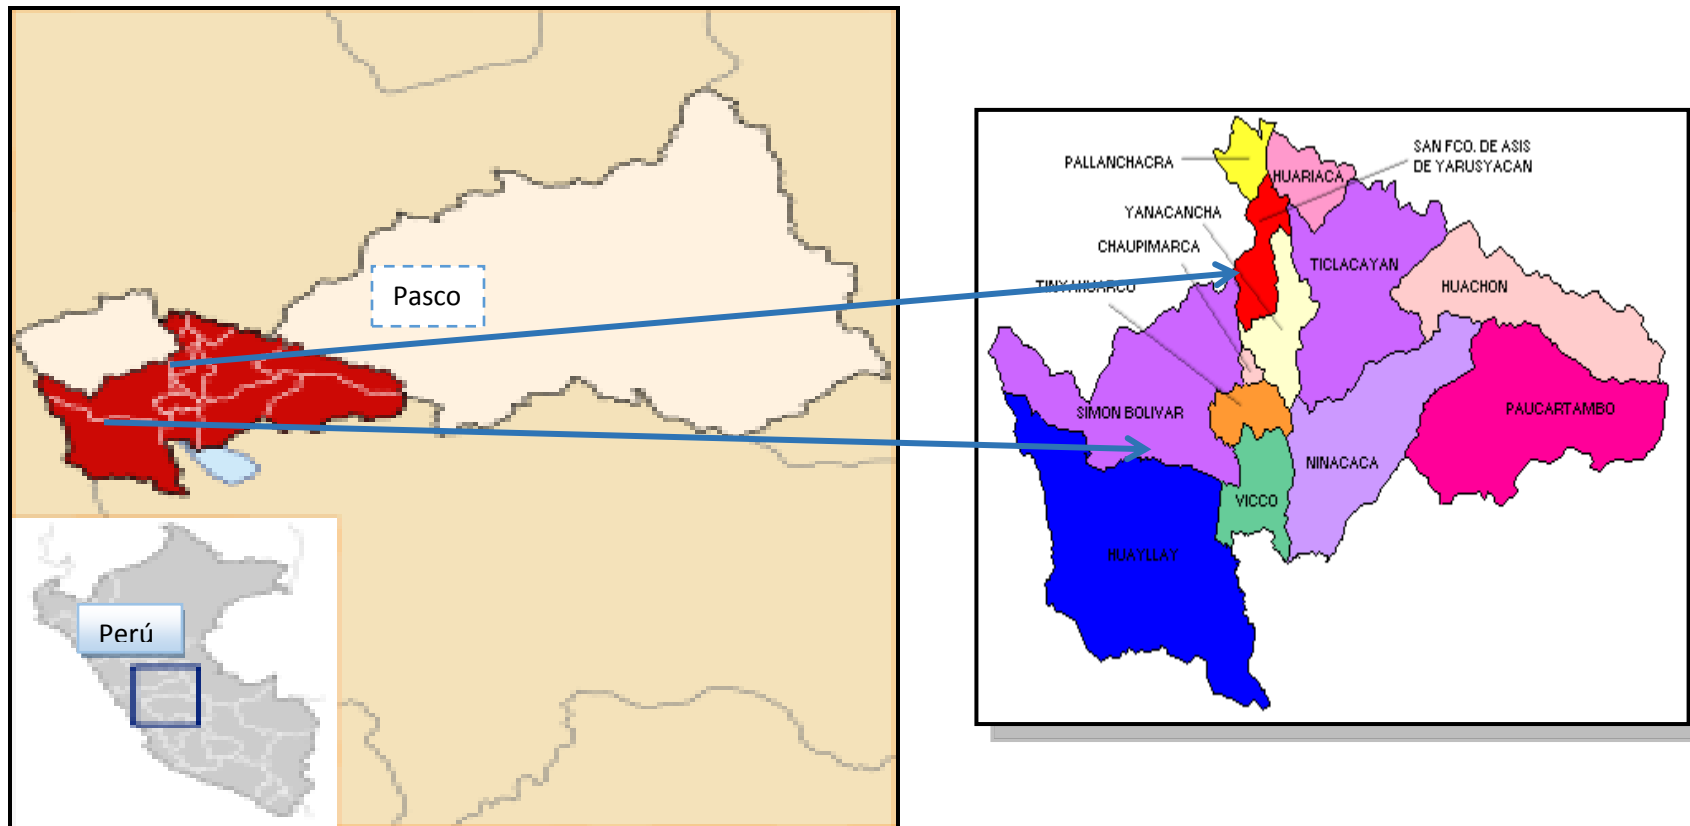 Pasco
Perú
PALLANCHACRA
SAN FCO. DE ASIS
DE YARUSYACAN
HUARIACA
YANACANCHA
CHAUPIMARCA
TICLACAYAN
TINYAHUARCO
HUACHON
SIMON BOLIVAR
PAUCARTAMBO
NINACACA
VICCO
HUAYLLAY